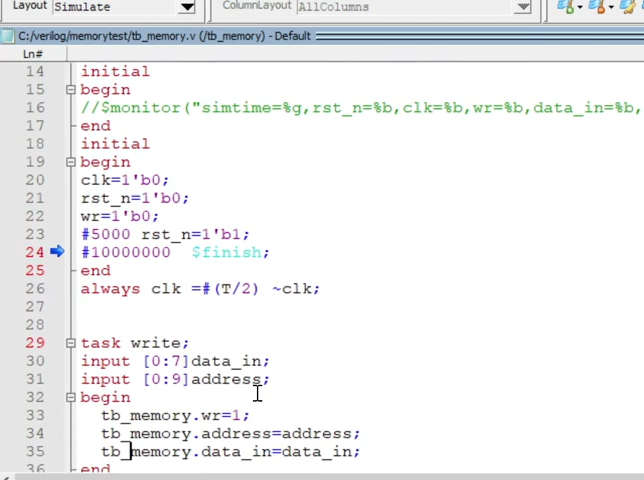 Layout Simulate
ColumnLayout AllColumns
C:/verilog/memorytest/tb_memory.v (/tb_memory) - Default
Ln#
14 initial
15 begin
16 //$monitor("simtime=%g,rst_n=%b,clk=%b,wr=%b,data_in=%b,
17 end
18 initial
19 begin
20 clk=1'b0;
21 rst_n=1'b0;
22 wr=1'b0;
23 #5000 rst_n=1'b1;
24 #10000000  $finish;
25 end
26 always clk =#(T/2) ~clk;
27
28
29 task write;
30 input [0:7]data_in;
31 input [0:9]address;
32 begin
33   tb_memory.wr=1;
34   tb_memory.address=address;
35   tb_memory.data_in=data_in;
36 end